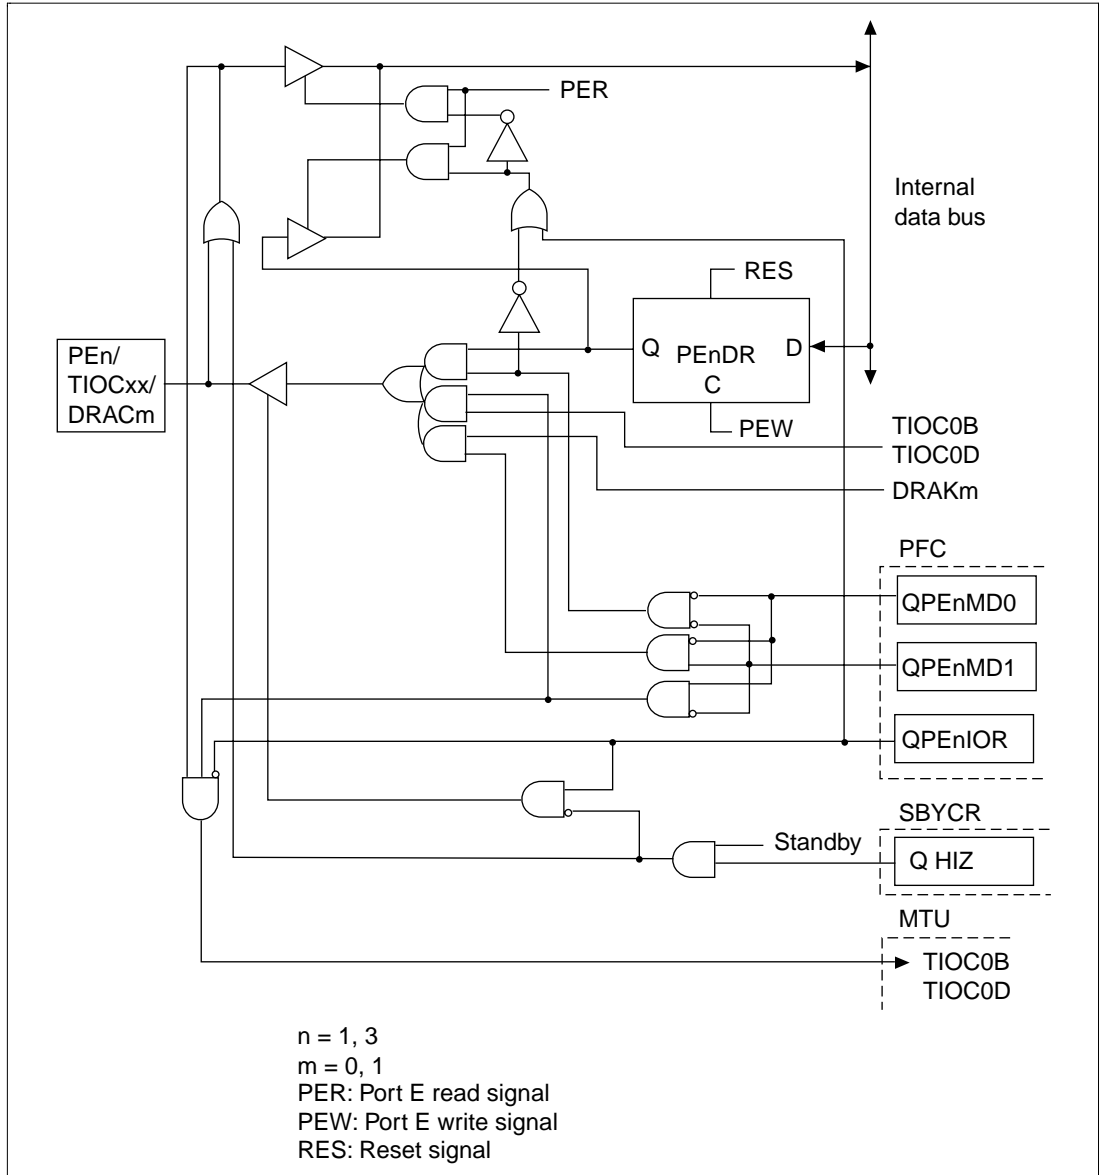 PER
Internal
data bus
RES
Q PEnDR D
C
PEW
PEn/
TIOCxx/
DRACm
TIOC0B
TIOC0D
DRAKm
PFC
QPEnMD0
QPEnMD1
QPEnIOR
SBYCR
Standby
Q HIZ
MTU
TIOC0B
TIOC0D
n = 1, 3
m = 0, 1
PER: Port E read signal
PEW: Port E write signal
RES: Reset signal